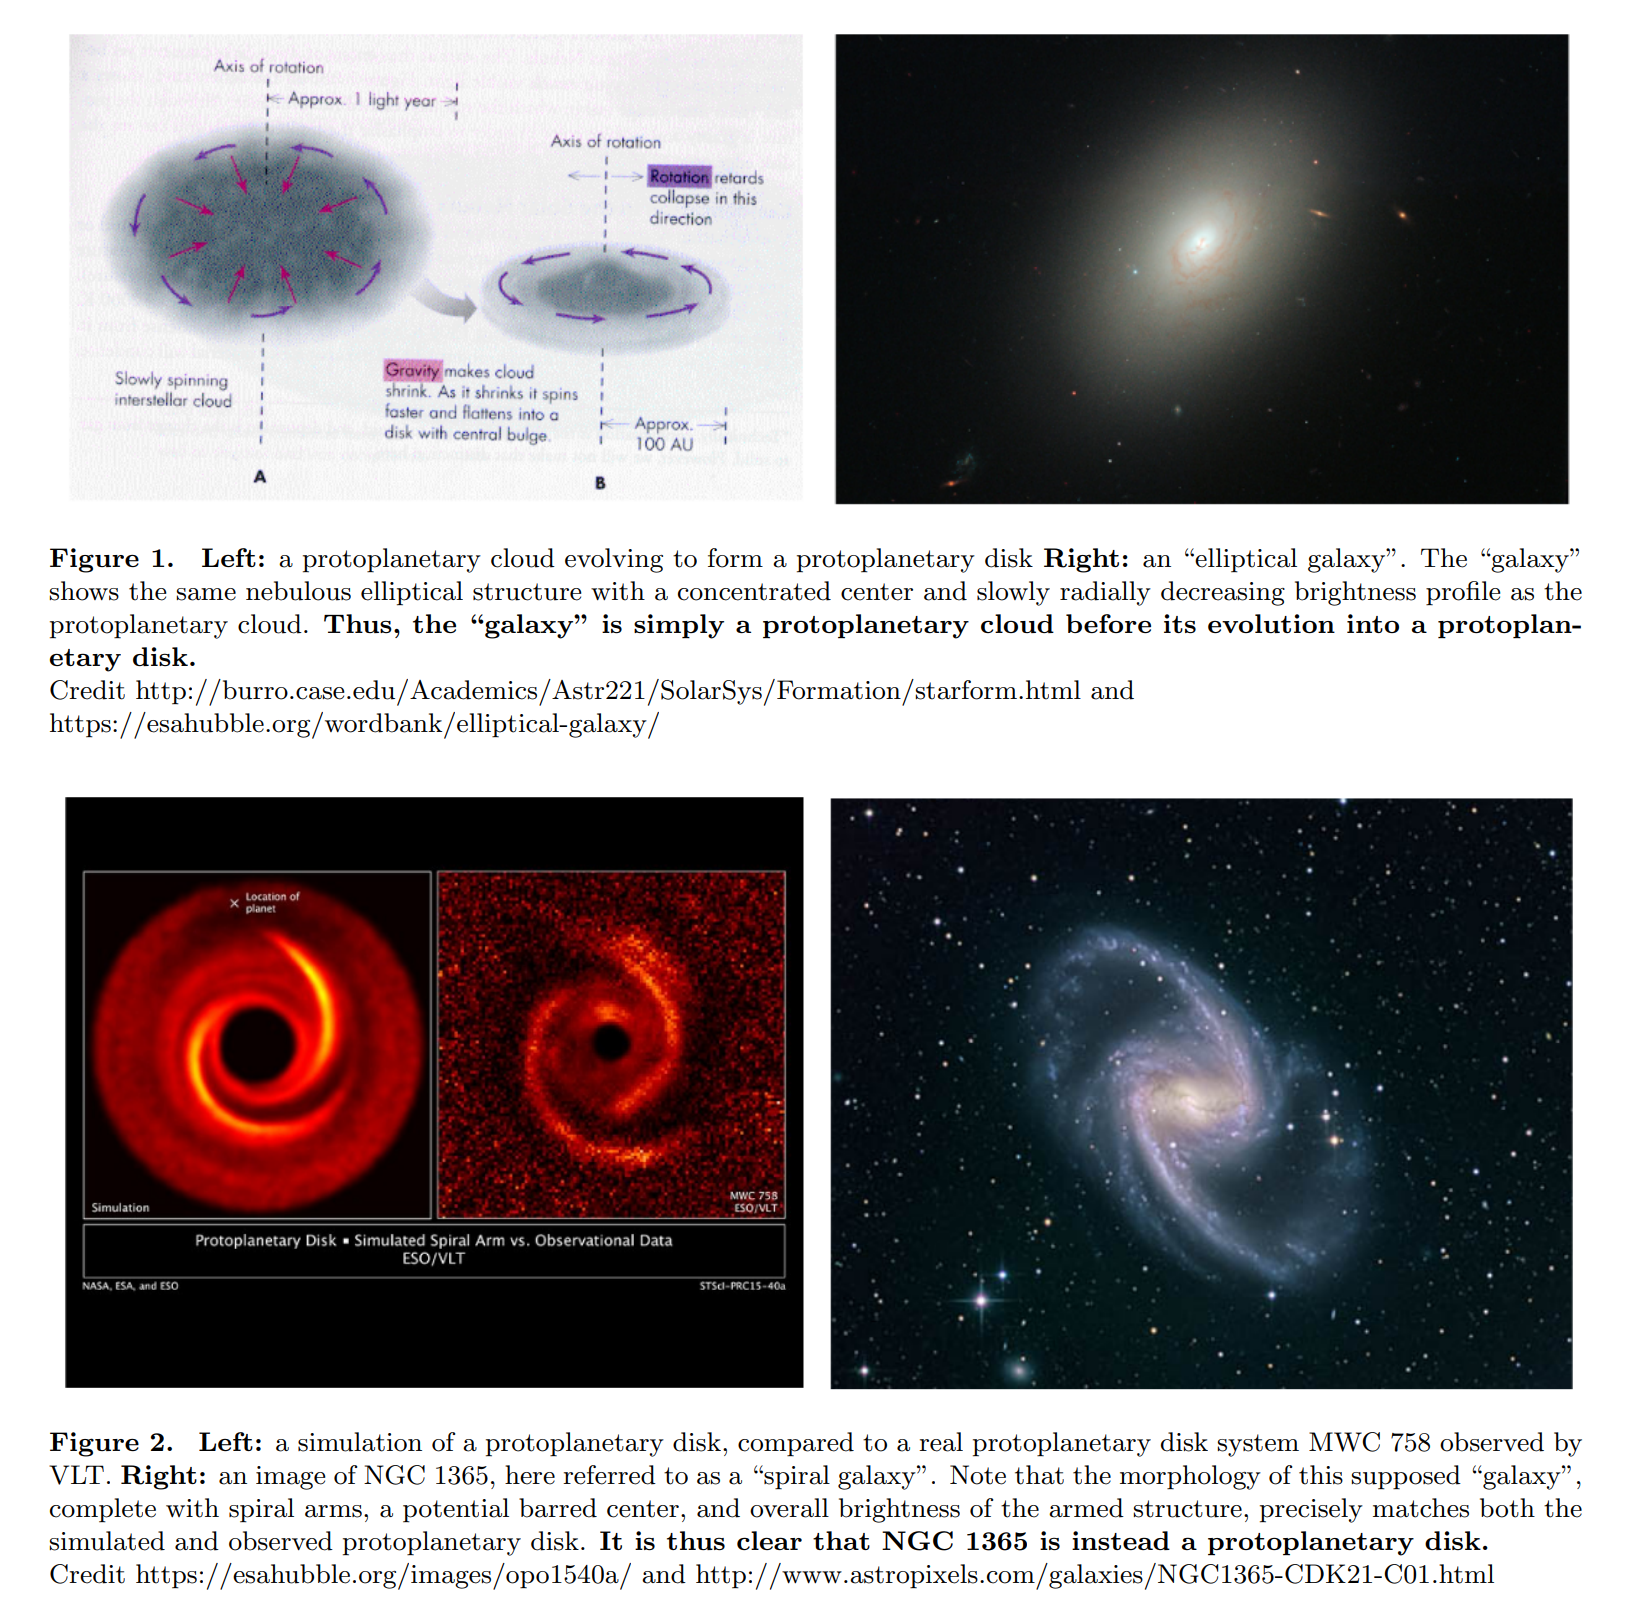 Axis of rotation
Approx. 1 light year
Axis of rotation
Rotation retards
collapse in this
direction
Slowly spinning
interstellar cloud
Gravity makes cloud
shrink. As it shrinks it spins
faster and flattens into a
disk with central bulge.
Approx.
100 AU
A
B
Figure 1. Left: a protoplanetary cloud evolving to form a protoplanetary disk Right: an “elliptical galaxy”. The “galaxy”
shows the same nebulous elliptical structure with a concentrated center and slowly radially decreasing brightness profile as the
protoplanetary cloud. Thus, the “galaxy” is simply a protoplanetary cloud before its evolution into a protoplan-
etary disk.
Credit http://burro.case.edu/Academics/Astr221/SolarSys/Formation/starform.html and
https://esahubble.org/wordbank/elliptical-galaxy/
Location of
planet
Simulation
MWC 758
ESO/VLT
Protoplanetary Disk ▪ Simulated Spiral Arm vs. Observational Data
ESO/VLT
NASA, ESA, and ESO
STScI-PRC15-40a
Figure 2. Left: a simulation of a protoplanetary disk, compared to a real protoplanetary disk system MWC 758 observed by
VLT. Right: an image of NGC 1365, here referred to as a “spiral galaxy”. Note that the morphology of this supposed “galaxy”,
complete with spiral arms, a potential barred center, and overall brightness of the armed structure, precisely matches both the
simulated and observed protoplanetary disk. It is thus clear that NGC 1365 is instead a protoplanetary disk.
Credit https://esahubble.org/images/opo1540a/ and http://www.astropixels.com/galaxies/NGC1365-CDK21-C01.html